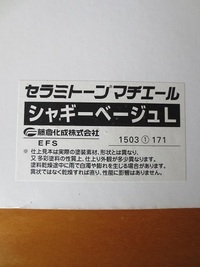 セラミトーンマチエール
シャギーベージュL
藤倉化成株式会社
EFS 1503①171
※ 仕上見本は実際の塗装素材、形状とは異なり、
又多彩塗料の性質上、仕上り外観が多少異なります。
塗料乾燥途中に雨で白濁や膨れを生じる場合があります。
異状ではなく乾燥すれば直り、性能に影響はありません。